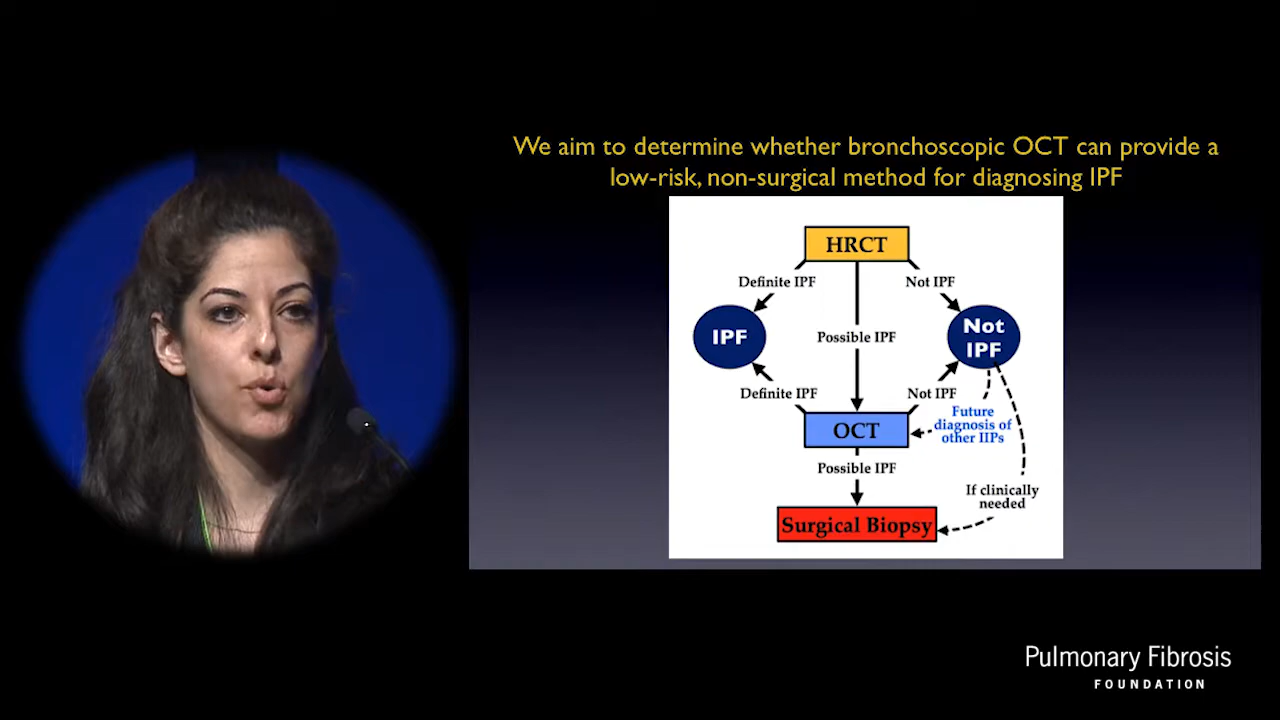 We aim to determine whether bronchoscopic OCT can provide a
low-risk, non-surgical method for diagnosing IPF
HRCT
Definite IPF
Not IPF
IPF
Possible IPF
Not
IPF
Definite IPF
Not IPF
OCT
Future
diagnosis of
other IIPs
Possible IPF
If clinically
needed
Surgical Biopsy
Pulmonary Fibrosis
FOUNDATION